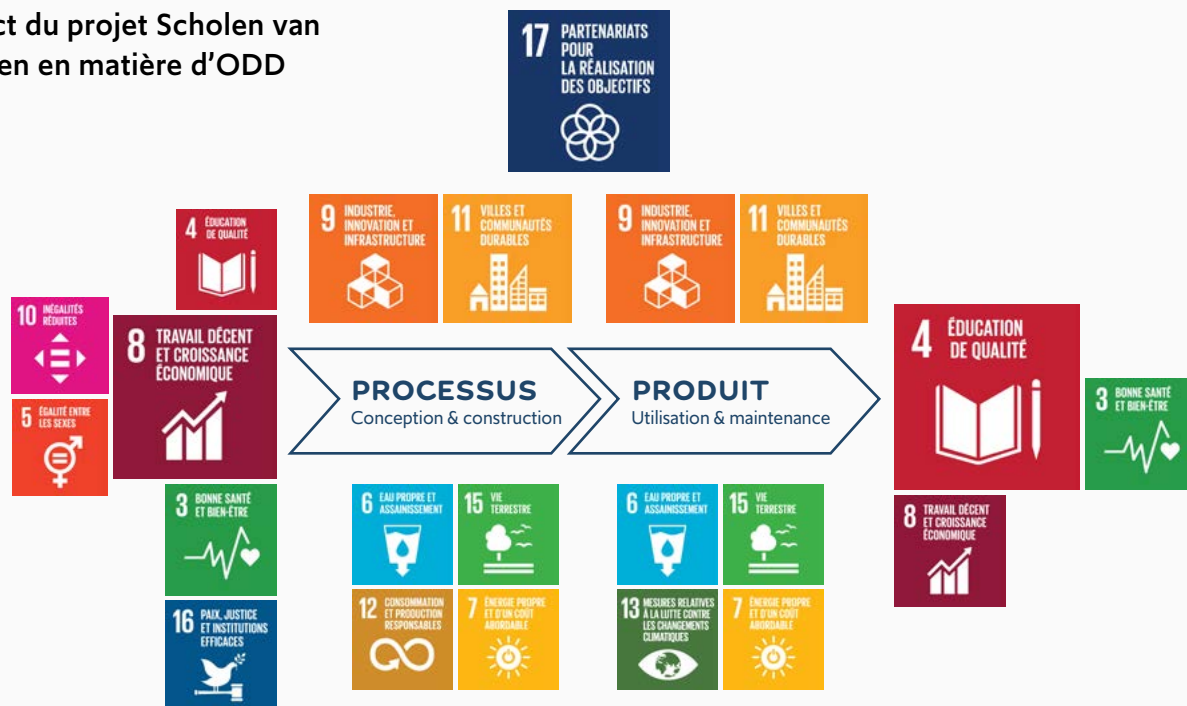 ct du projet Scholen van
en en matière d'ODD
17 PARTENARIATS
POUR
LA RÉALISATION
DES OBJECTIFS
4 ÉDUCATION
DE QUALITÉ
9 INDUSTRIE,
INNOVATION ET
INFRASTRUCTURE
11 VILLES ET
COMMUNAUTÉS
DURABLES
9 INDUSTRIE,
INNOVATION ET
INFRASTRUCTURE
11 VILLES ET
COMMUNAUTÉS
DURABLES
10 INÉGALITÉS
RÉDUITES
8 TRAVAIL DÉCENT
ET CROISSANCE
ÉCONOMIQUE
5 ÉGALITÉ ENTRE
LES SEXES
PROCESSUS
Conception & construction
PRODUIT
Utilisation & maintenance
4 ÉDUCATION
DE QUALITÉ
3 BONNE SANTÉ
ET BIEN-ÊTRE
8 TRAVAIL DÉCENT
ET CROISSANCE
ÉCONOMIQUE
3 BONNE SANTÉ
ET BIEN-ÊTRE
16 PAIX, JUSTICE
ET INSTITUTIONS
EFFICACES
6 EAU PROPRE ET
ASSAINISSEMENT
15 VIE
TERRESTRE
12 CONSOMMATION
ET PRODUCTION
RESPONSABLES
7 ÉNERGIE PROPRE
ET D'UN COÛT
ABORDABLE
6 EAU PROPRE ET
ASSAINISSEMENT
15 VIE
TERRESTRE
13 MESURES RELATIVES
À LA LUTTE CONTRE
LES CHANGEMENTS
CLIMATIQUES
7 ÉNERGIE PROPRE
ET D'UN COÛT
ABORDABLE